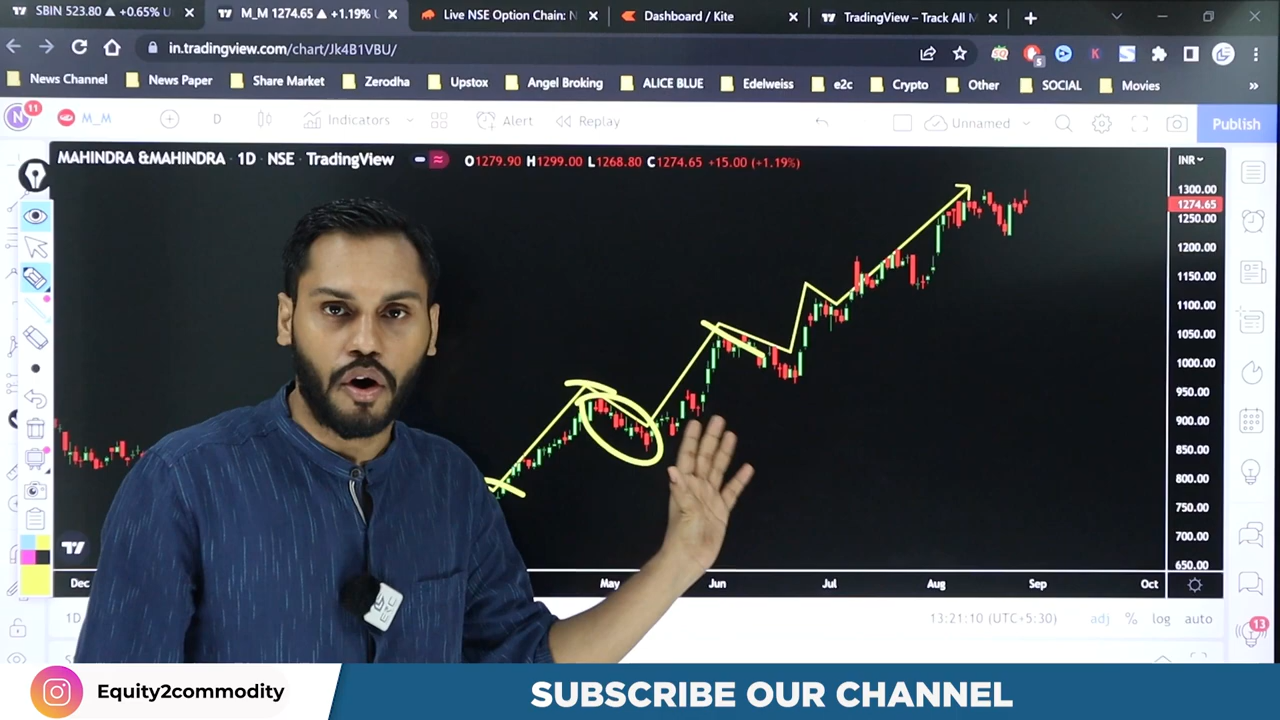 SBIN 523.80 ▲ +0.65% U
M_M 1274.65 ▲ +1.19% U
Live NSE Option Chain: N
Dashboard / Kite
TradingView – Track All M
in.tradingview.com/chart/Jk4B1VBU/
News Channel
News Paper
Share Market
Zerodha
Upstox
Angel Broking
ALICE BLUE
Edelweiss
e2c
Crypto
Other
SOCIAL
Movies
N
11
M_M
D
Indicators
Alert
Replay
Unnamed
Publish
MAHINDRA &MAHINDRA · 1D · NSE · TradingView
O1279.90 H1299.00 L1268.80 C1274.65 +15.00 (+1.19%)
INR
1300.00
1274.65
1250.00
1200.00
1150.00
1100.00
1050.00
1000.00
950.00
900.00
850.00
800.00
750.00
700.00
650.00
Dec
May
Jun
Jul
Aug
Sep
Oct
1D
13:21:10 (UTC+5:30)
adj
%
log
auto
13
Equity2commodity
SUBSCRIBE OUR CHANNEL